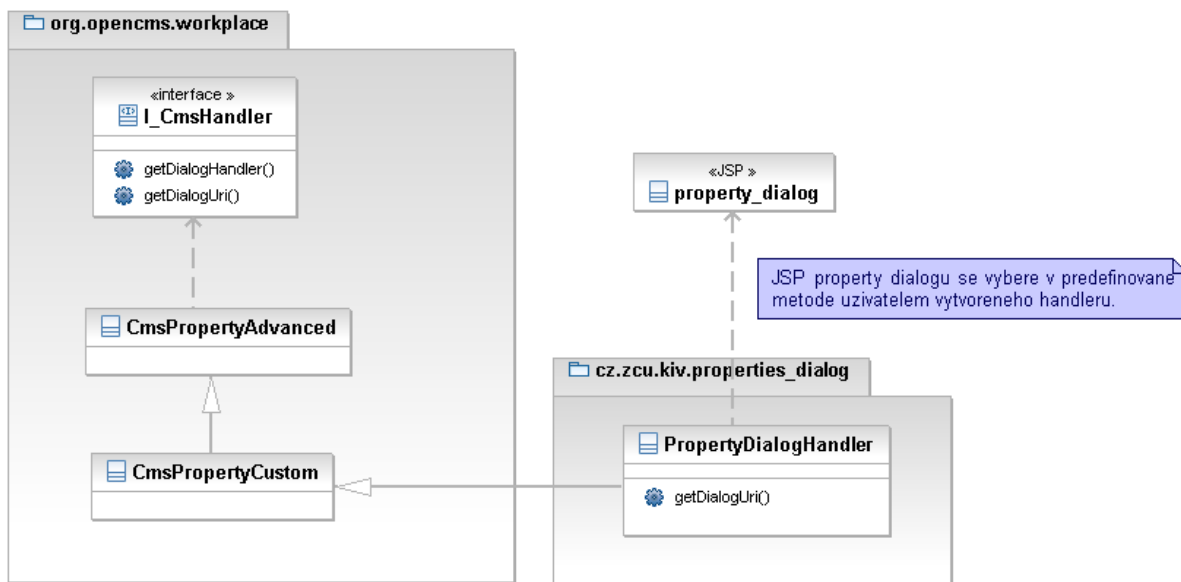 org.opencms.workplace
«interface »
I_CmsHandler
getDialogHandler()
getDialogUri()
CmsPropertyAdvanced
CmsPropertyCustom
«JSP »
property_dialog
JSP property dialogu se vybere v predefinovane
metode uzivatelem vytvoreneho handleru.
cz.zcu.kiv.properties_dialog
PropertyDialogHandler
getDialogUri()